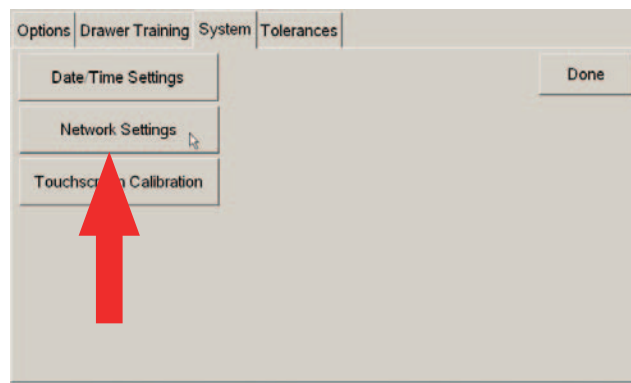 Options Drawer Training System Tolerances
Date/Time Settings
Done
Network Settings
Calibration